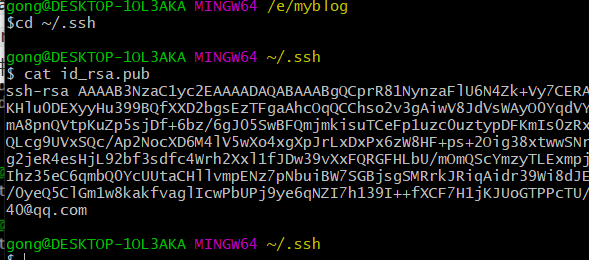 gong@DESKTOP-1OL3AKA MINGW64 /e/myblog
$cd ~/.ssh
gong@DESKTOP-1OL3AKA MINGW64 ~/.ssh
$ cat id_rsa.pub
ssh-rsa AAAAB3NzaC1yc2EAAAADAQABAAABgQCprR81NynzaFlU6N4Zk+Vy7CERA
KHlu0DEXyyHu399BQfXXD2bgsEzTFgaAhcOqQCChso2v3gAiwV8JdVsWAyO0YqdVY
mA8pnQVtpKuZp5sjDf+6bz/6gJ05SwBFQmjmkisuTCeFp1uzc0uztypDFKmIs0zRx
QLcg9UVxSQc/Ap2NocXD6M4lV5wXo4xgXpJrLxDxPx6zW8HF+ps+2Oig38xtwwSNr
g2jeR4esHjL92bf3sdfc4Wrh2Xxl1fJDw39vXxFQRGFHLbU/mOmQScYmzyTLExmpj
Ihz35eC6qmbQ0YcUUtaCHllvmpENz7pNbuiBW7SGBjsgSMRrkJRiqAidr39Wi8dJE
/OyeQ5ClGm1w8kakfvaglIcwPbUPj9ye6qNZI7h139I++fXCF7H1jKJUoGTPPcTU/
40@qq.com
gong@DESKTOP-1OL3AKA MINGW64 ~/.ssh
$